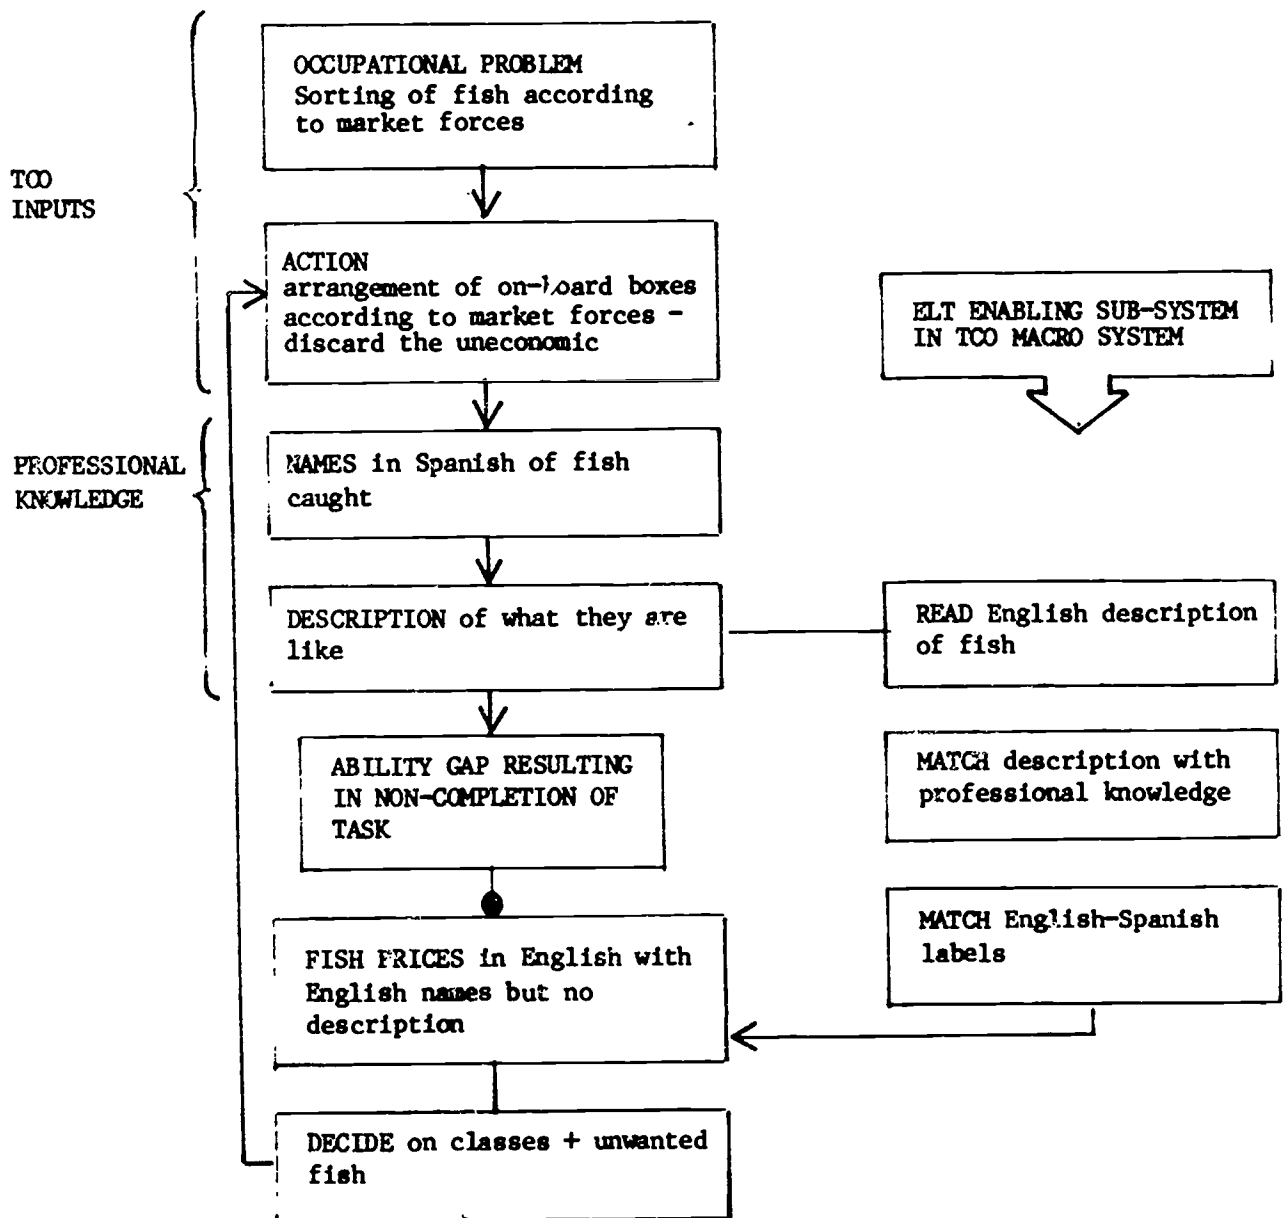 OCCUPATIONAL PROBLEM
Sorting of fish according
to market forces
TCO
INPUTS
ACTION
arrangement of on-board boxes
according to market forces -
discard the uneconomic
ELT ENABLING SUB-SYSTEM
IN TCO MACRO SYSTEM
PROFESSIONAL
KNOWLEDGE
NAMES in Spanish of fish
caught
DESCRIPTION of what they are
like
READ English description
of fish
ABILITY GAP RESULTING
IN NON-COMPLETION OF
TASK
MATCH description with
professional knowledge
MATCH English-Spanish
labels
FISH PRICES in English with
English names but no
description
DECIDE on classes + unwanted
fish